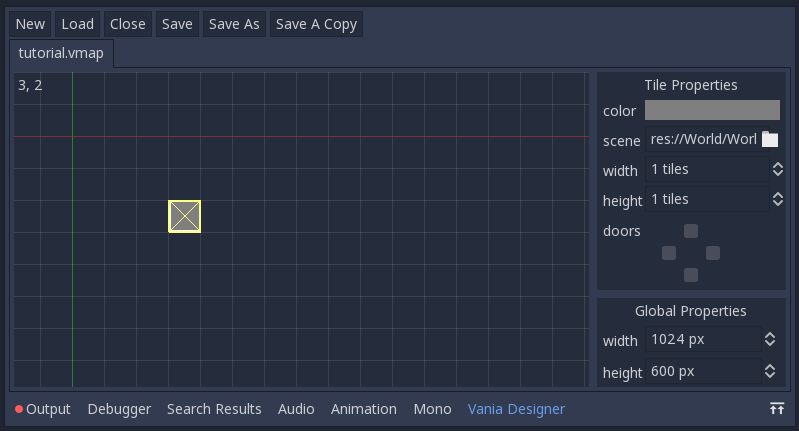 New Load Close Save Save As Save A Copy
tutorial.vmap
3, 2
Tile Properties
color
scene res://World/Worl
width 1 tiles
height 1 tiles
doors
Global Properties
width 1024 px
height 600 px
Output Debugger Search Results Audio Animation Mono Vania Designer